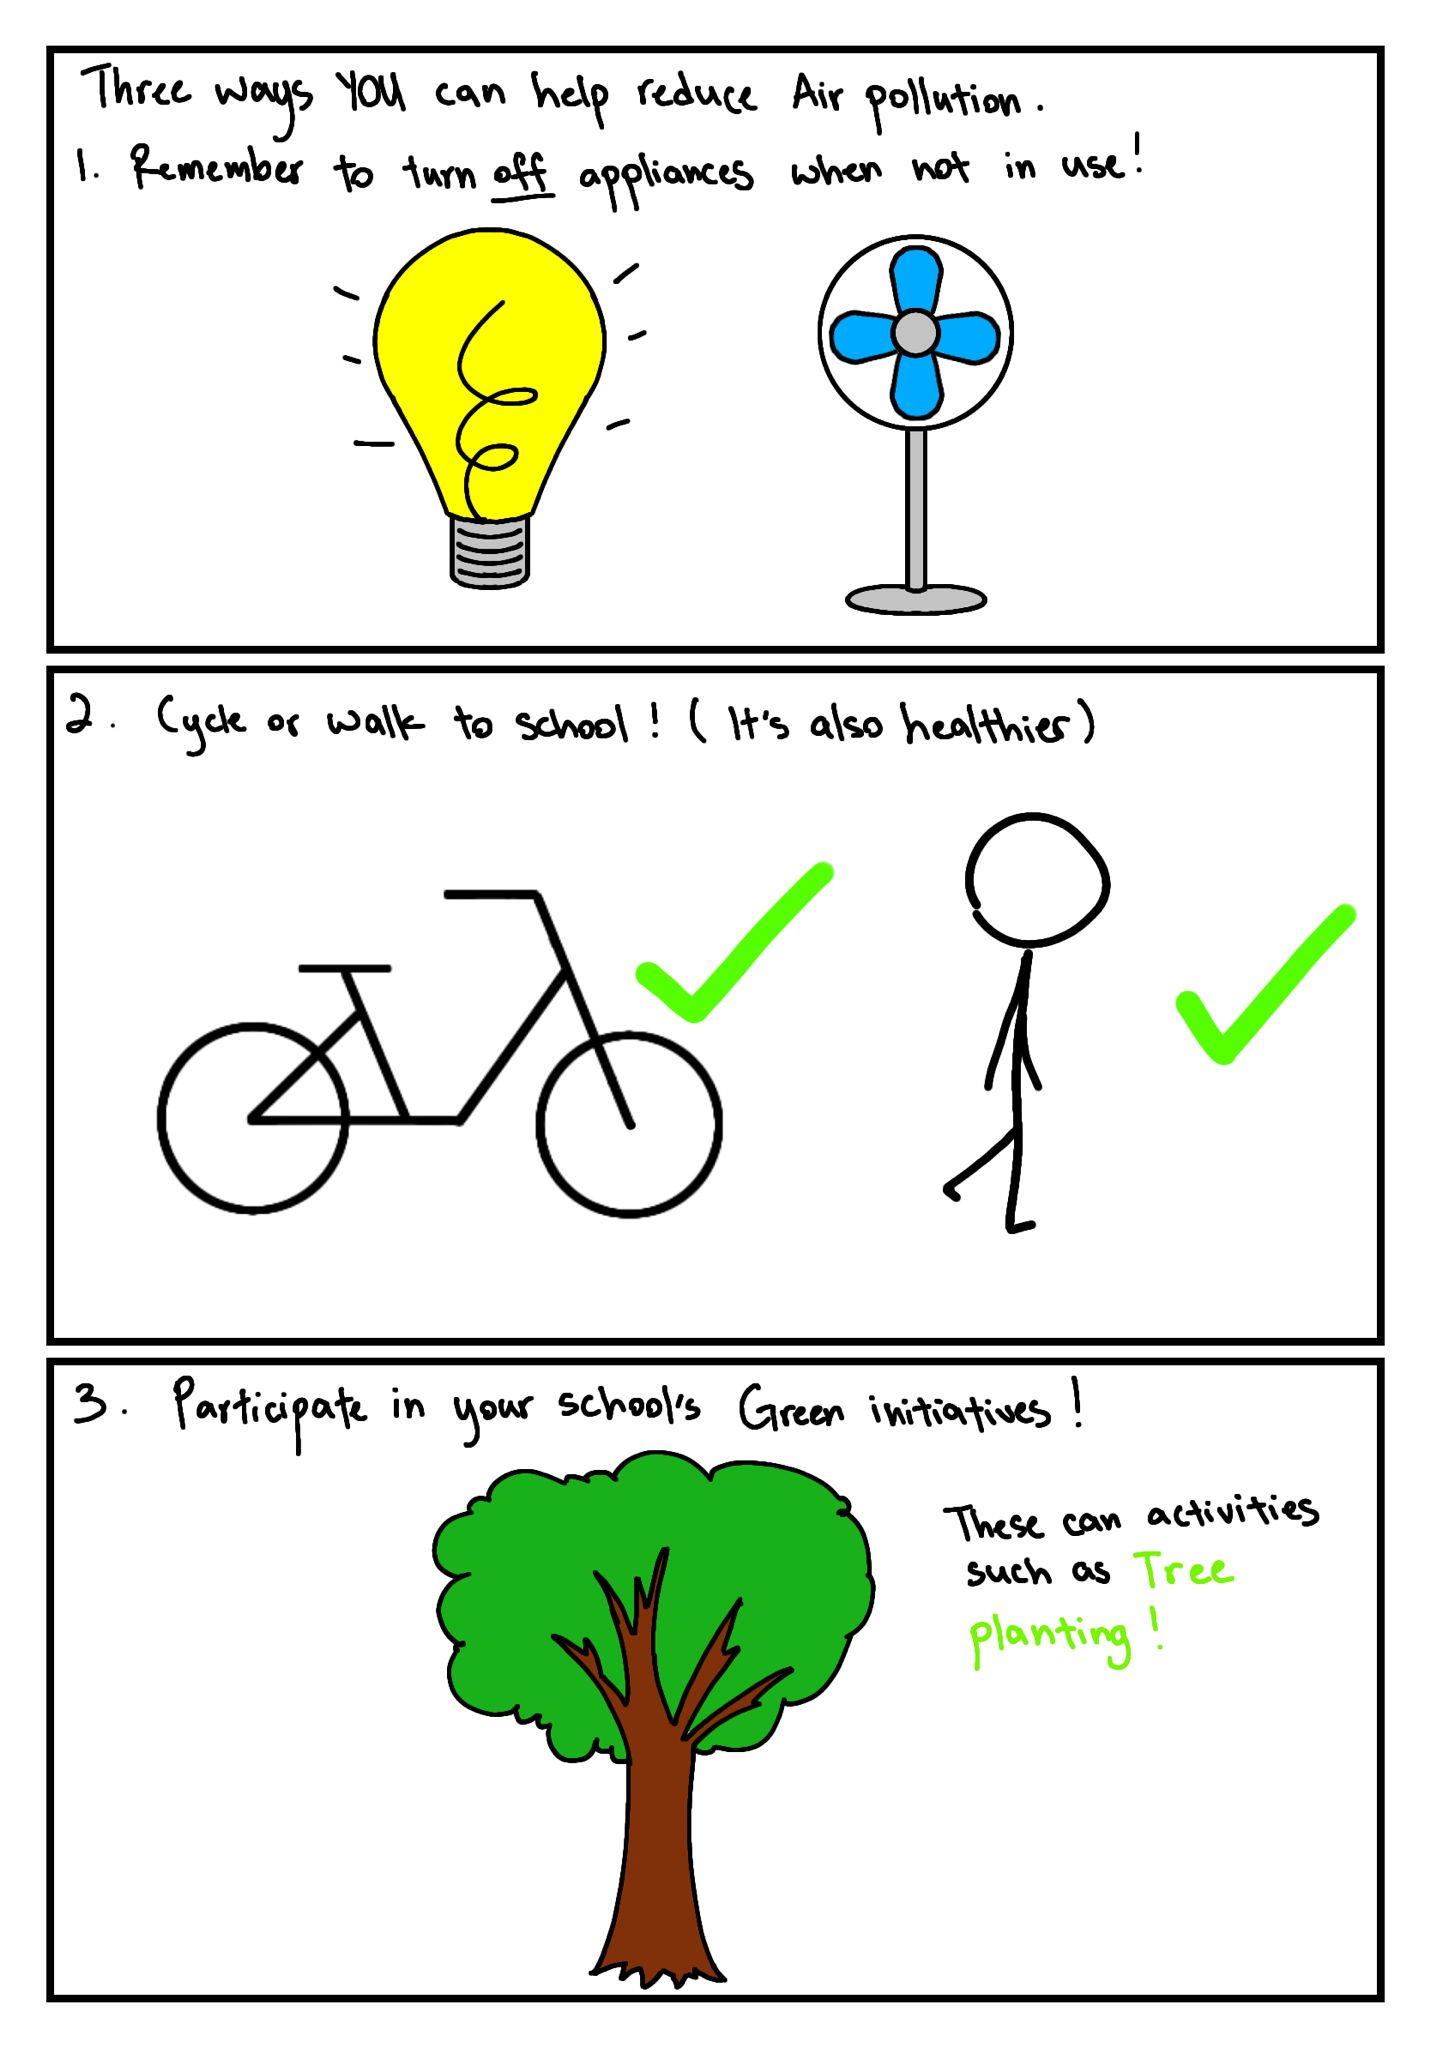 Three ways YOU can help reduce Air pollution.
1. Remember to turn off appliances when not in use!
2. Cycle or walk to school! (It's also healthier)
3. Participate in your school's Green initiatives!
These can activities
such as Tree
planting!